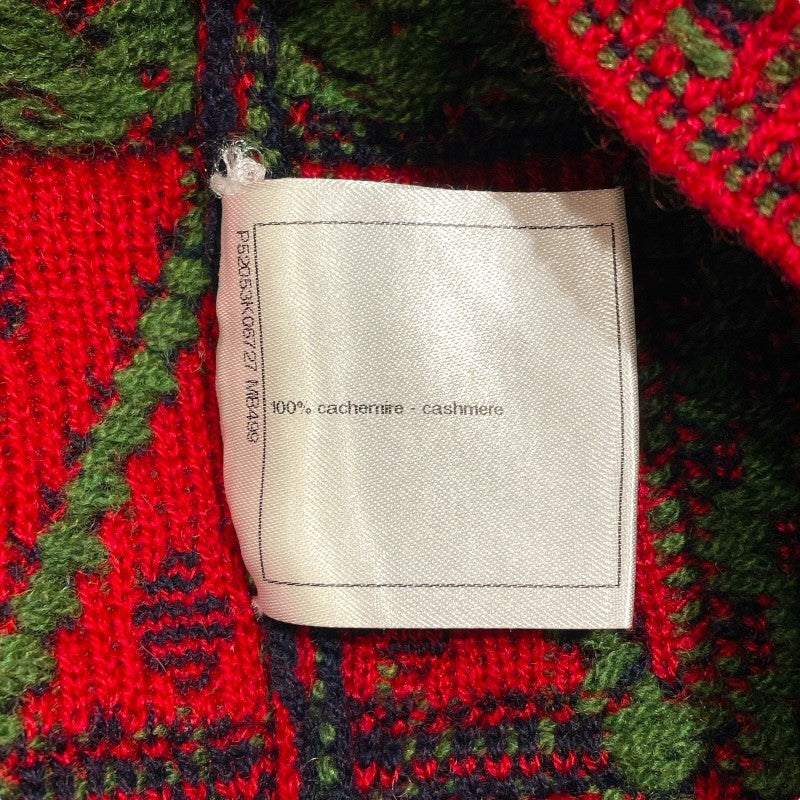 P52053K06727 MB499
100% cachemire - cashmere